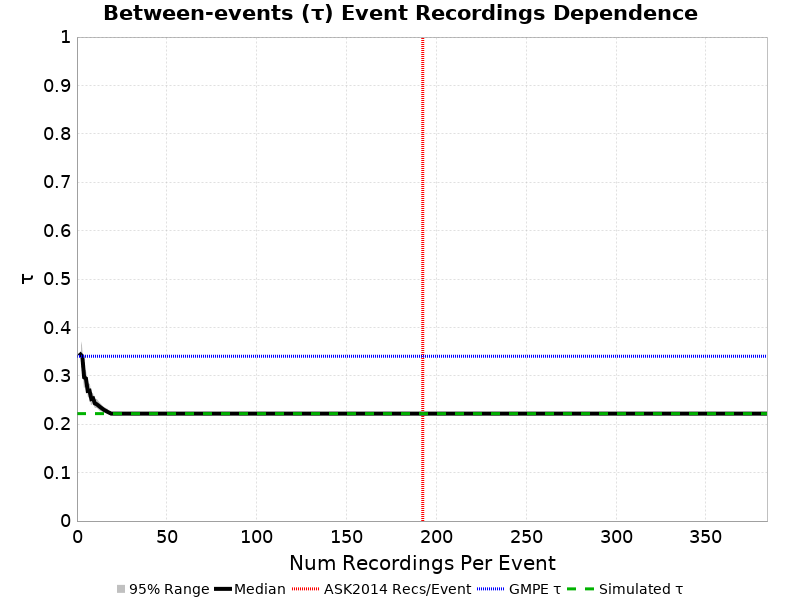 Between-events (τ) Event Recordings Dependence
1
0.9
0.8
0.7
0.6
0.5
0.4
0.3
0.2
0.1
0
τ
0 50 100 150 200 250 300 350
Num Recordings Per Event
95% Range Median ASK2014 Recs/Event GMPE τ Simulated τ